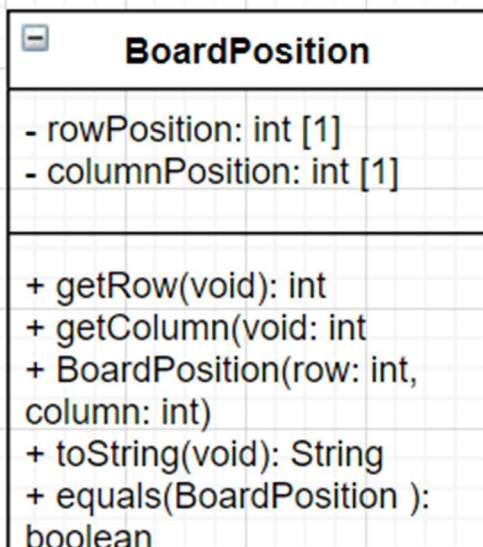 BoardPosition
- rowPosition: int [1]
- columnPosition: int [1]
+ getRow(void): int
+ getColumn(void: int
+ BoardPosition(row: int,
column: int)
+ toString(void): String
+ equals(BoardPosition ):
boolean